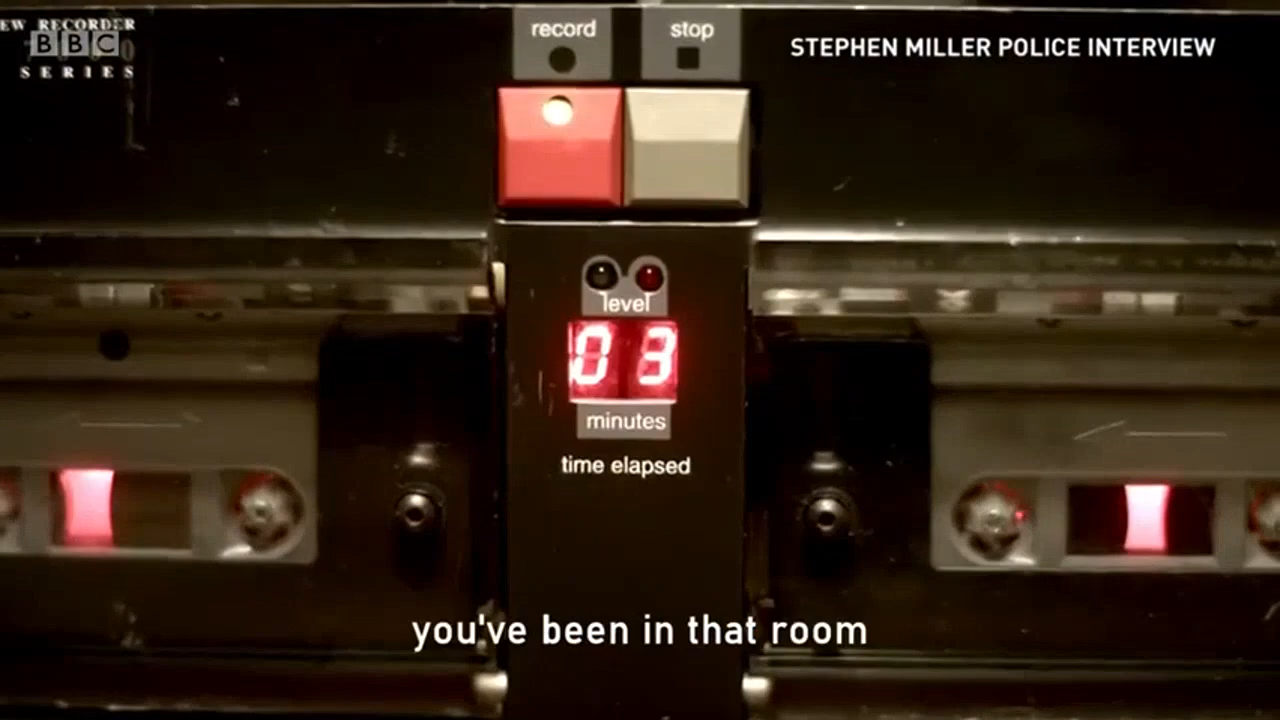 EW RECORDER
BBC
SERIES
record
stop
STEPHEN MILLER POLICE INTERVIEW
level
03
minutes
time elapsed
you've been in that room